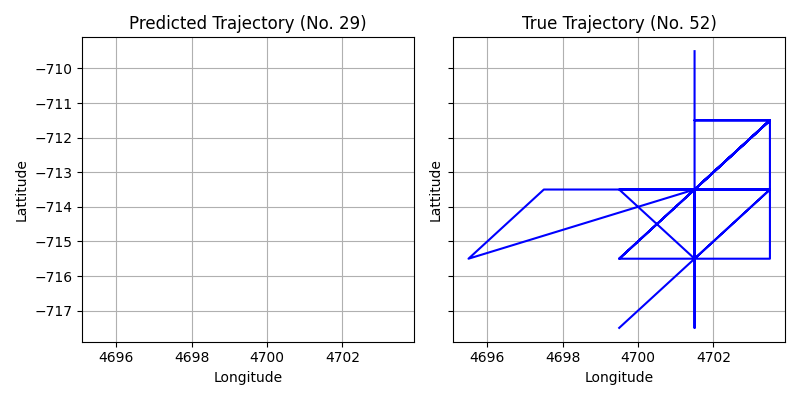 Predicted Trajectory (No. 29)
True Trajectory (No. 52)
Lattitude
−710
−711
−712
−713
−714
−715
−716
−717
4696
4698
4700
4702
Longitude
Lattitude
4696
4698
4700
4702
Longitude